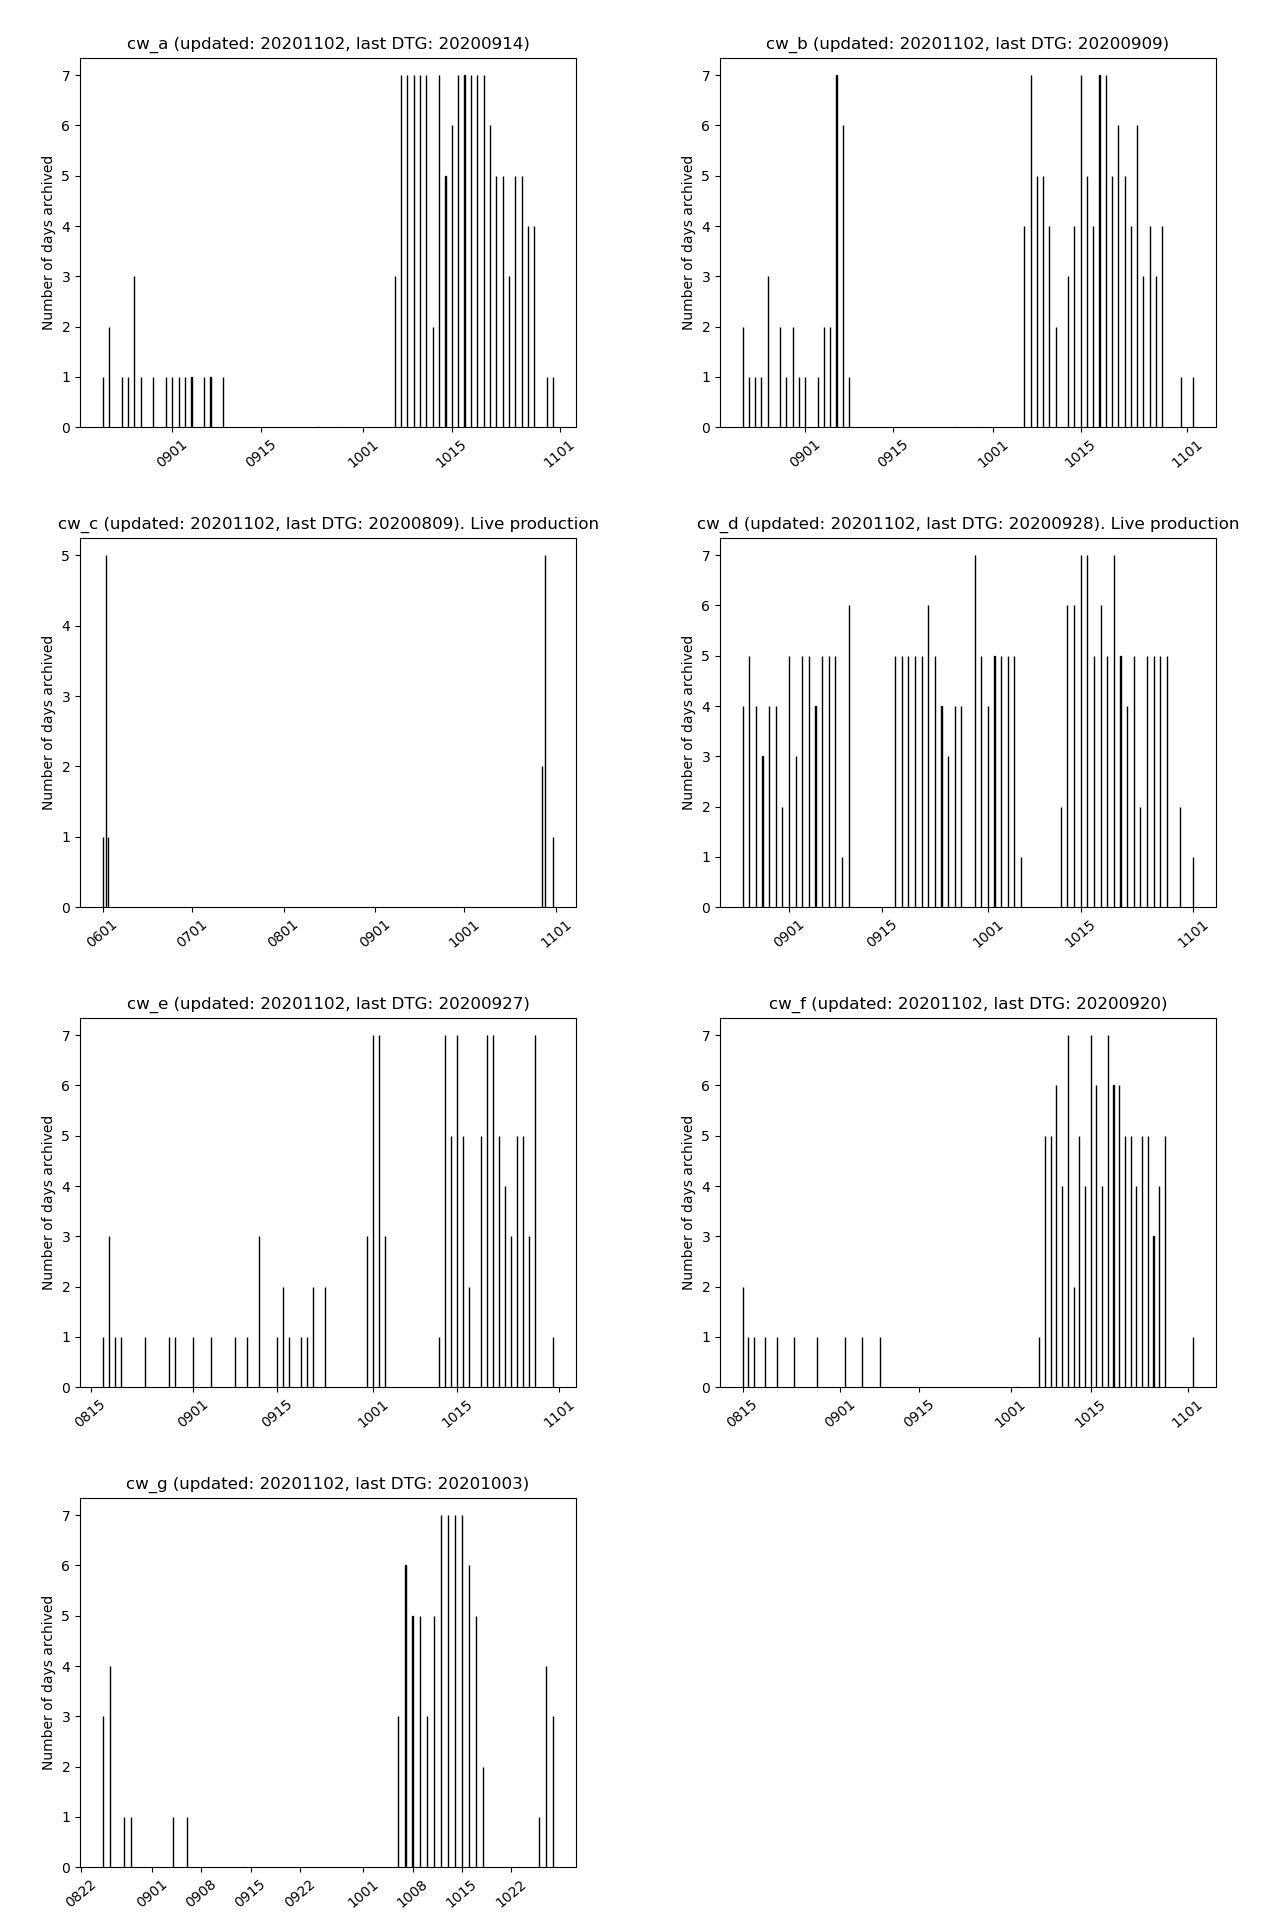 cw_a (updated: 20201102, last DTG: 20200914)
Number of days archived
7
6
5
4
3
2
1
0
0901 0915 1001 1015 1101
cw_b (updated: 20201102, last DTG: 20200909)
Number of days archived
7
6
5
4
3
2
1
0
0901 0915 1001 1015 1101
cw_c (updated: 20201102, last DTG: 20200809). Live production
Number of days archived
5
4
3
2
1
0
0601 0701 0801 0901 1001 1101
cw_d (updated: 20201102, last DTG: 20200928). Live production
Number of days archived
7
6
5
4
3
2
1
0
0901 0915 1001 1015 1101
cw_e (updated: 20201102, last DTG: 20200927)
Number of days archived
7
6
5
4
3
2
1
0
0815 0901 0915 1001 1015 1101
cw_f (updated: 20201102, last DTG: 20200920)
Number of days archived
7
6
5
4
3
2
1
0
0815 0901 0915 1001 1015 1101
cw_g (updated: 20201102, last DTG: 20201003)
Number of days archived
7
6
5
4
3
2
1
0
0822 0901 0908 0915 0922 1001 1008 1015 1022